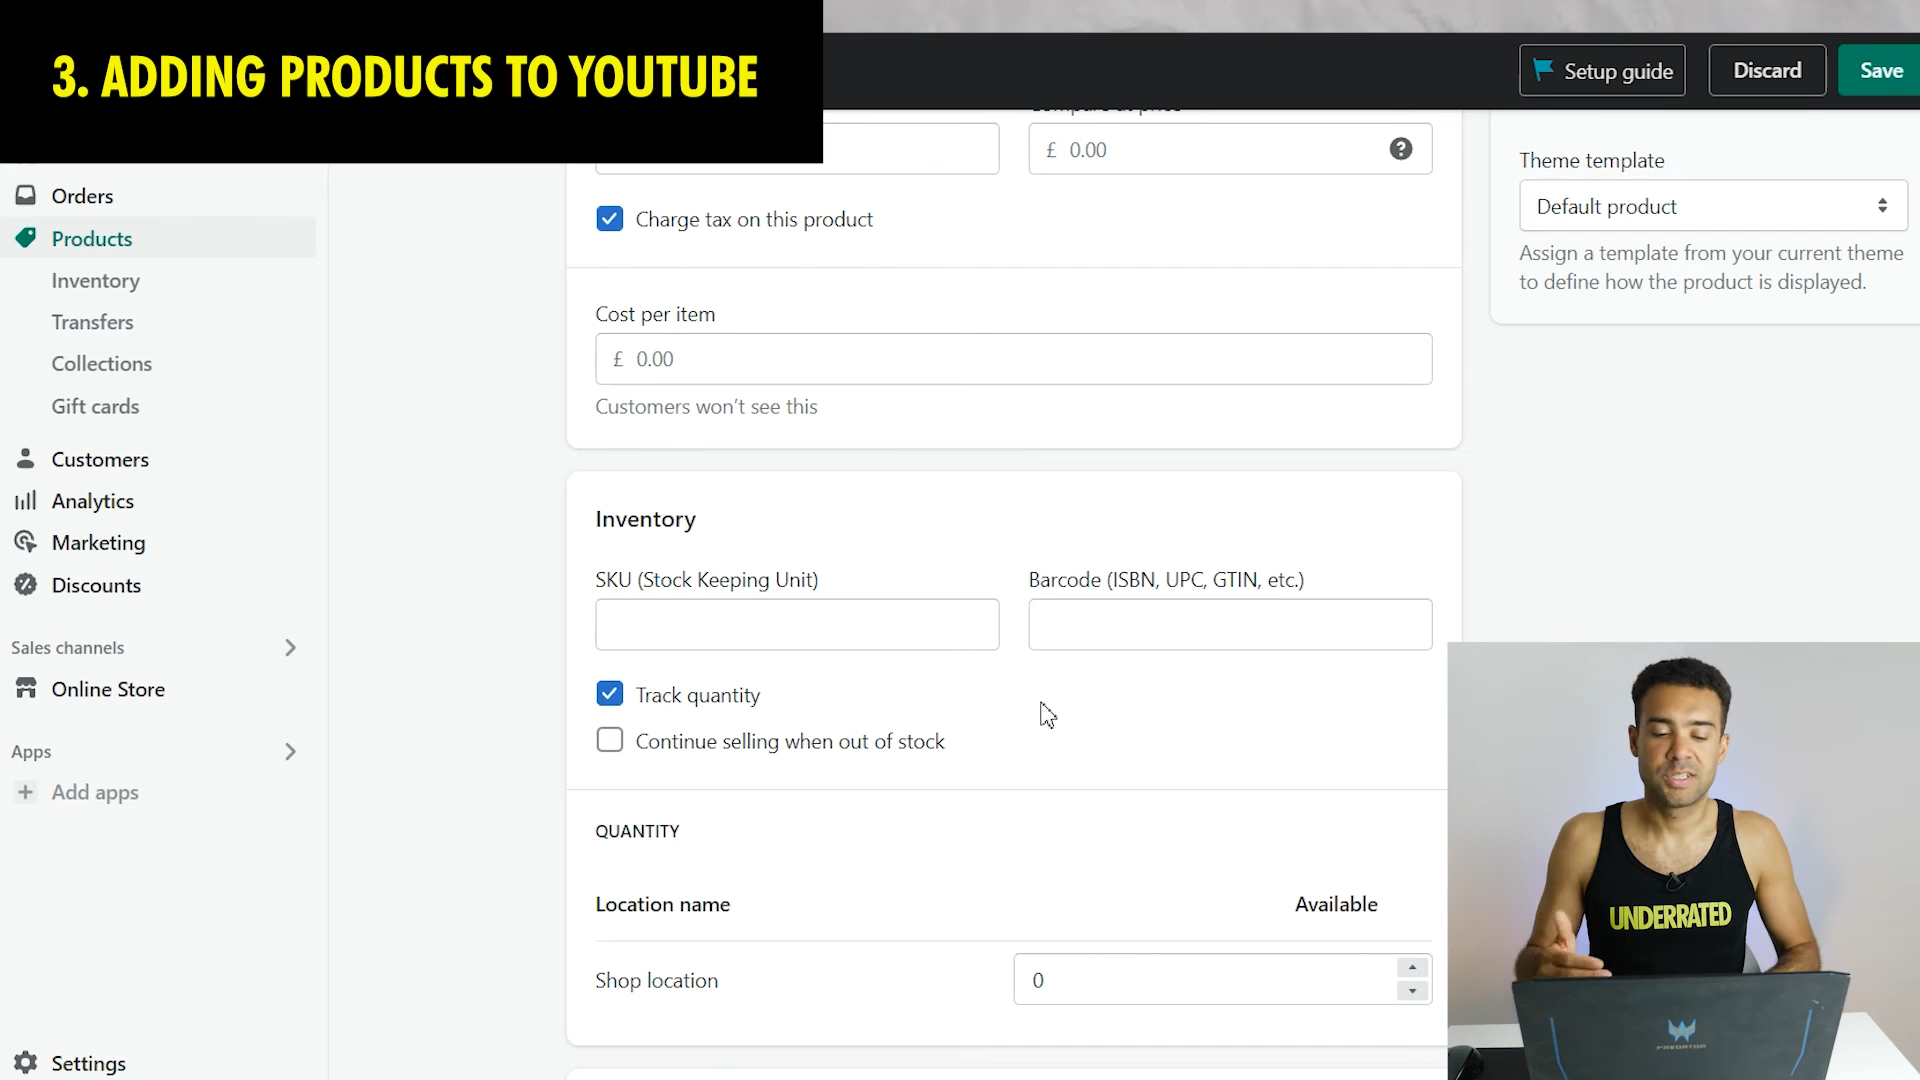 3. ADDING PRODUCTS TO YOUTUBE
Setup guide
Discard
Save
Compare at price
£ 0.00
Theme template
Default product
Assign a template from your current theme
to define how the product is displayed.
Orders
Products
Inventory
Transfers
Collections
Gift cards
Customers
Analytics
Marketing
Discounts
Sales channels
Online Store
Apps
Add apps
Settings
Charge tax on this product
Cost per item
£ 0.00
Customers won’t see this
Inventory
SKU (Stock Keeping Unit)
Barcode (ISBN, UPC, GTIN, etc.)
Track quantity
Continue selling when out of stock
QUANTITY
Location name
Available
Shop location
0
UNDERRATED
PREDATOR